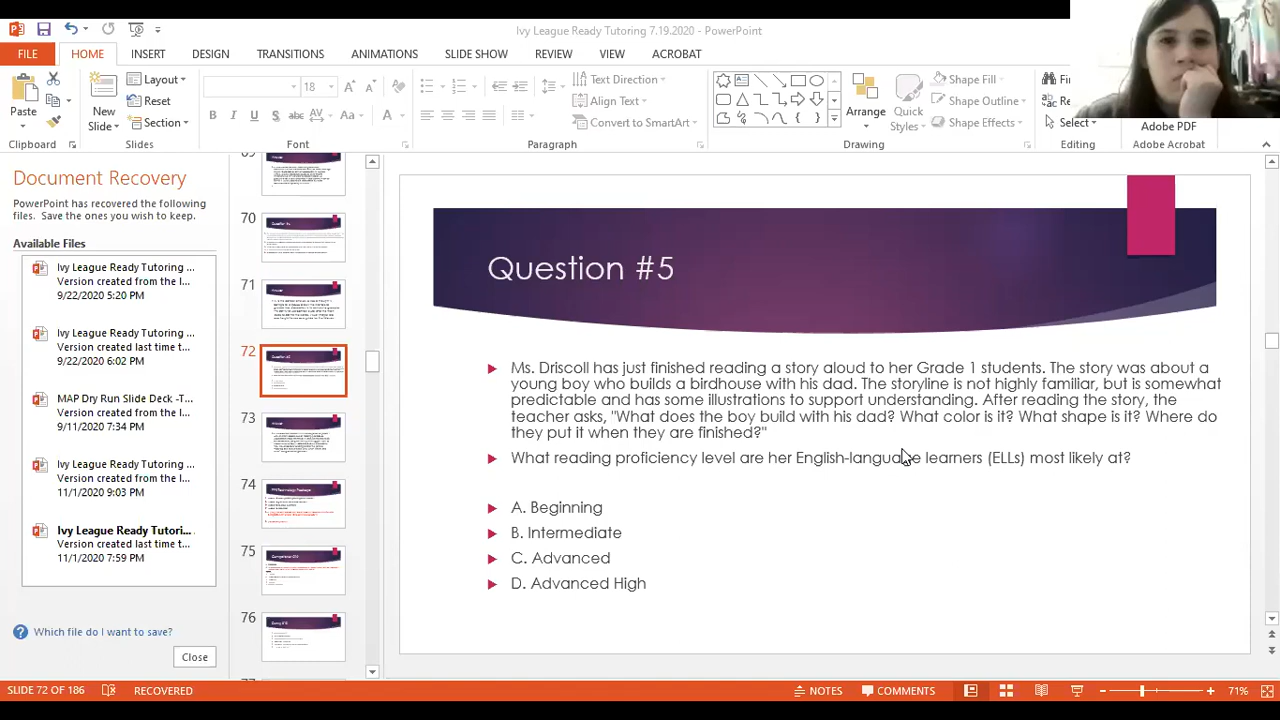 Ivy League Ready Tutoring 7.19.2020 - PowerPoint
FILE HOME INSERT DESIGN TRANSITIONS ANIMATIONS SLIDE SHOW REVIEW VIEW ACROBAT
Paste
Clipboard
New
Slide
Layout
Reset
Section
Slides
18
B I U S abc AV Aa A
Font
Text Direction
Align Text
Convert to SmartArt
Paragraph
Arrange
Quick
Styles
Shape Fill
Shape Outline
Shape Effects
Drawing
Select
Editing
Adobe PDF
Adobe Acrobat
Document Recovery
PowerPoint has recovered the following
files. Save the ones you wish to keep.
Available Files
Ivy League Ready Tutoring ...
Version created from the l...
9/22/2020 5:20 PM
Ivy League Ready Tutoring ...
Version created last time t...
9/22/2020 6:02 PM
MAP Dry Run Slide Deck -T...
Version created from the l...
9/11/2020 7:34 PM
Ivy League Ready Tutoring ...
Version created from the l...
11/1/2020 9:03 PM
Ivy League Ready Tutori...
Version created last time t...
11/1/2020 7:59 PM
Which file do I want to save?
Close
70
71
72
73
74
75
76
Question #5
Ms. Driscoll has just finished reading a story aloud to her Grade 1 students. The story was about a
young boy who builds a birdhouse with his dad. The storyline is not highly familiar, but is somewhat
predictable and has some illustrations to support understanding. After reading the story, the
teacher asks, "What does the boy build with his dad? What color is it? What shape is it? Where do
they put it when they are finished?"
What reading proficiency level are her English-language learners (ELLs) most likely at?
A. Beginning
B. Intermediate
C. Advanced
D. Advanced High
SLIDE 72 OF 186 RECOVERED NOTES COMMENTS 71%